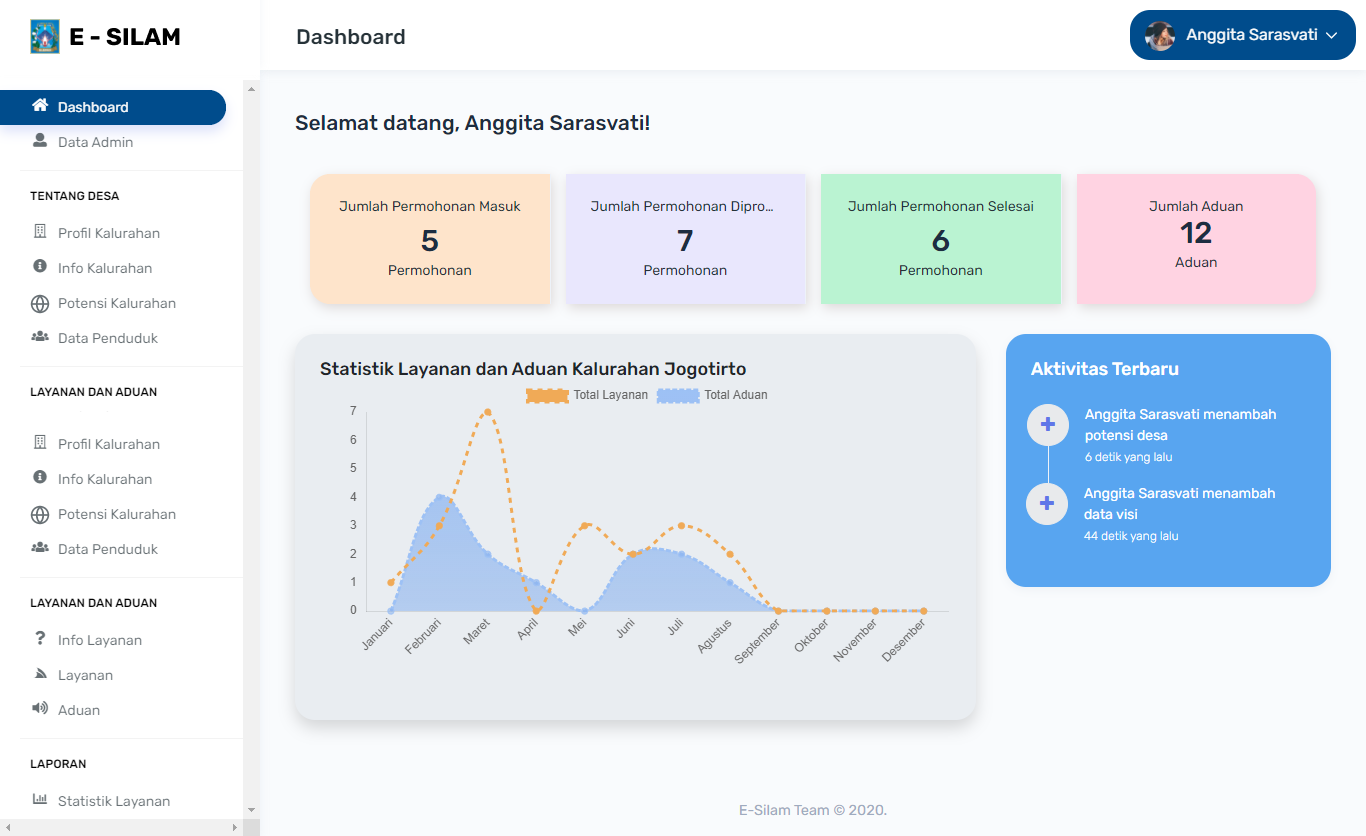 E - SILAM
Dashboard
Anggita Sarasvati
Dashboard
Data Admin
TENTANG DESA
Profil Kalurahan
Info Kalurahan
Potensi Kalurahan
Data Penduduk
LAYANAN DAN ADUAN
Profil Kalurahan
Info Kalurahan
Potensi Kalurahan
Data Penduduk
LAYANAN DAN ADUAN
Info Layanan
Layanan
Aduan
LAPORAN
Statistik Layanan
Selamat datang, Anggita Sarasvati!
Jumlah Permohonan Masuk
5
Permohonan
Jumlah Permohonan Dipro...
7
Permohonan
Jumlah Permohonan Selesai
6
Permohonan
Jumlah Aduan
12
Aduan
Statistik Layanan dan Aduan Kalurahan Jogotirto
Total Layanan Total Aduan
7
6
5
4
3
2
1
0
Januari
Februari
Maret
April
Mei
Juni
Juli
Agustus
September
Oktober
November
Desember
Aktivitas Terbaru
Anggita Sarasvati menambah
potensi desa
6 detik yang lalu
Anggita Sarasvati menambah
data visi
44 detik yang lalu
E-Silam Team © 2020.